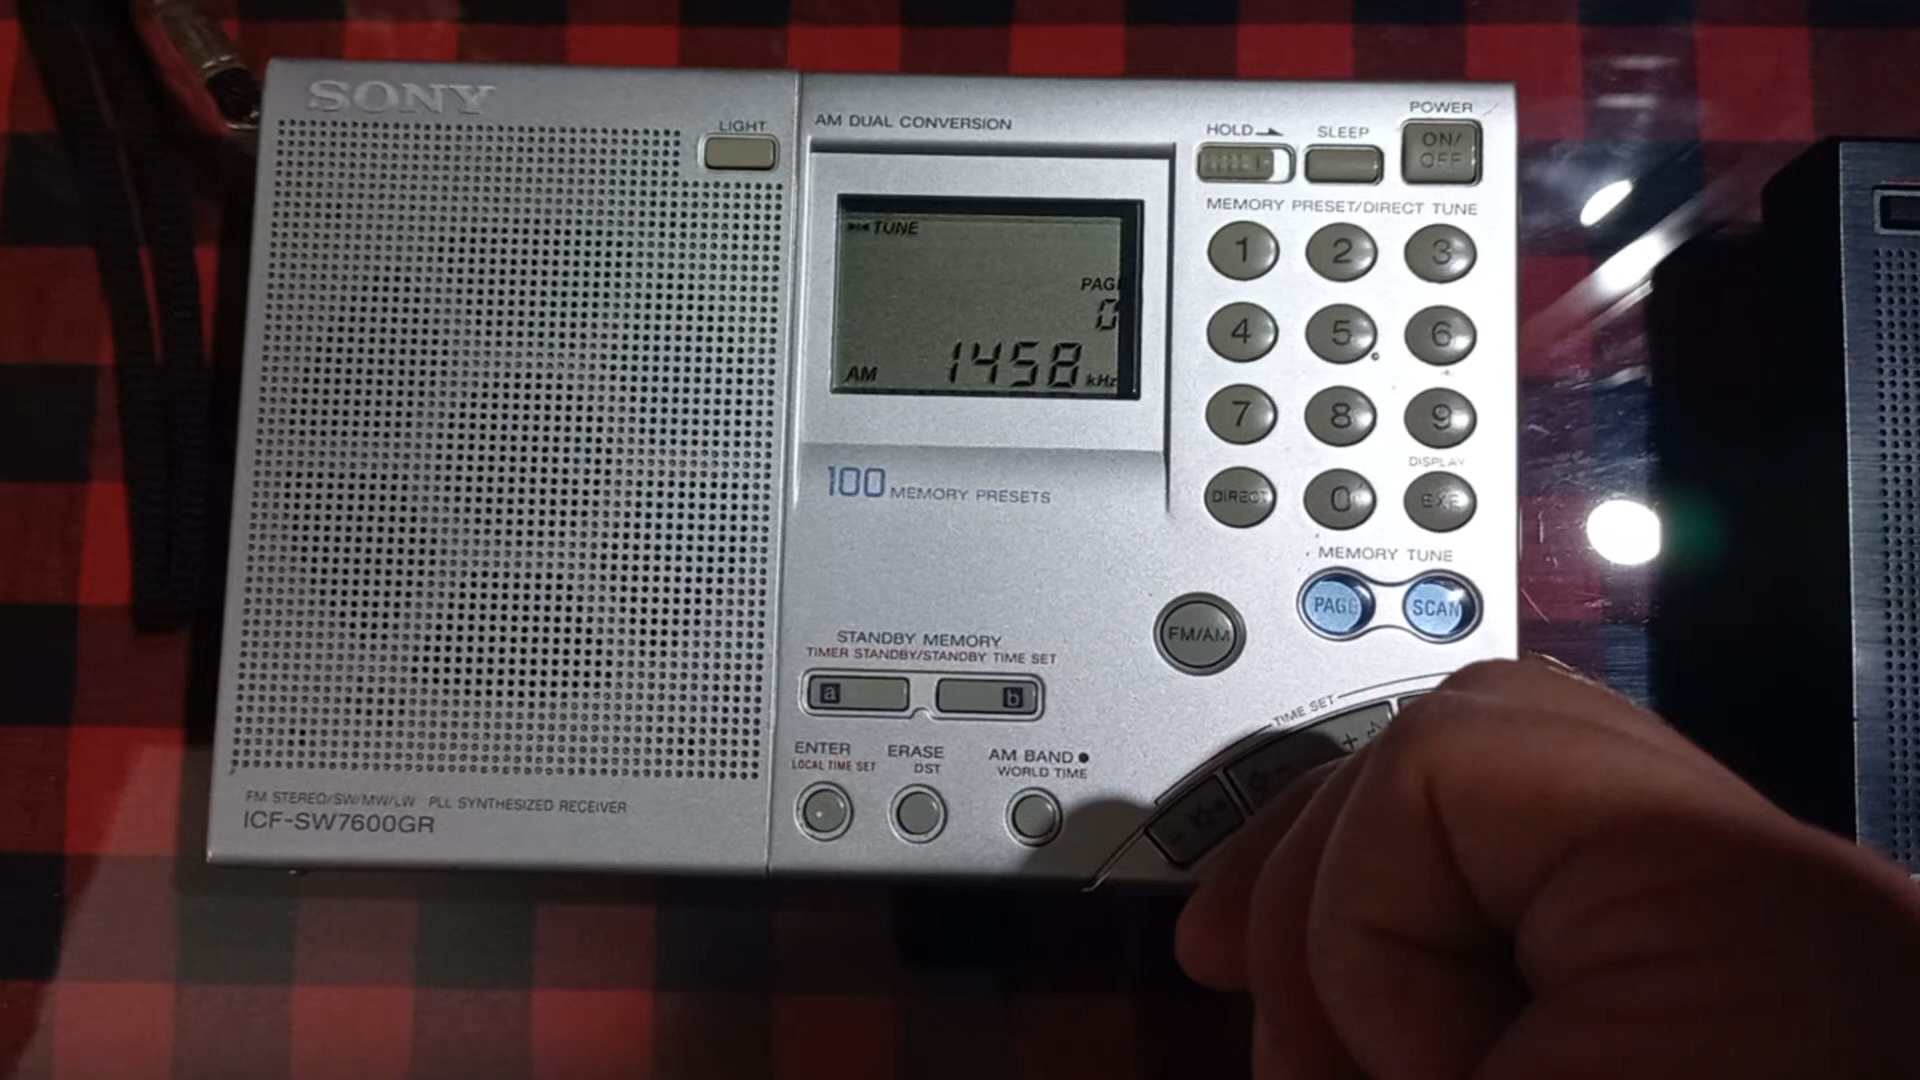 SONY
LIGHT
AM DUAL CONVERSION
HOLD
SLEEP
POWER
ON/
OFF
MEMORY PRESET/DIRECT TUNE
TUNE
PAG
0
AM 1458 kHz
1 2 3
4 5 6
7 8 9
DISPLAY
DIRECT 0 EXE
100 MEMORY PRESETS
MEMORY TUNE
PAGE SCAN
FM/AM
STANDBY MEMORY
TIMER STANDBY/STANDBY TIME SET
a b
TIME SET
+
-
ENTER
LOCAL TIME SET
ERASE
DST
AM BAND
WORLD TIME
FM STEREO/SW/MW/LW PLL SYNTHESIZED RECEIVER
ICF-SW7600GR